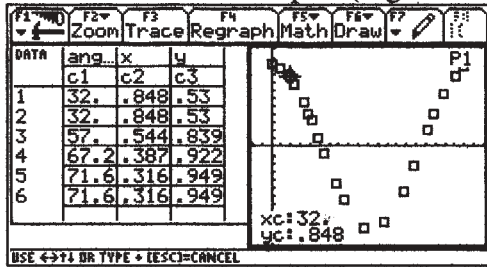 F1 F2 F3 F4 F5 F6 F7
Zoom Trace Regraph Math Draw
DATA ang... x y
c1 c2 c3
1 32. .848 .53
2 32. .848 .53
3 57. .544 .839
4 67.2 .387 .922
5 71.6 .316 .949
6 71.6 .316 .949
P1
xc:32.
yc:.848
USE ←→↑↓ OR TYPE + [ESC]=CANCEL